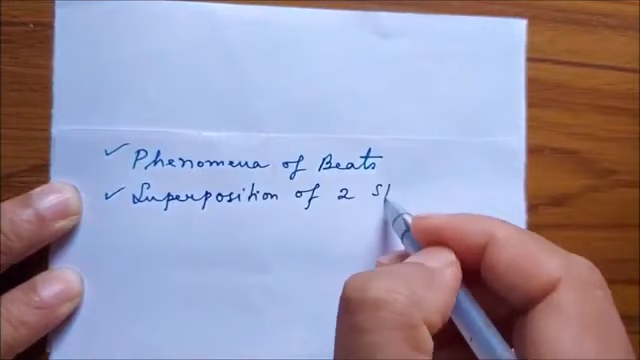 ✓ Phenomena of Beats
✓ Superposition of 2 S